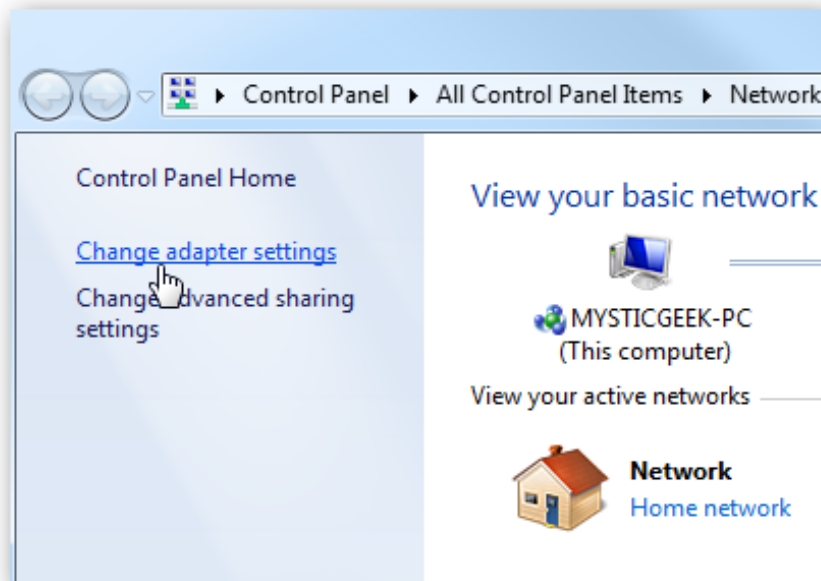 Control Panel All Control Panel Items Network
Control Panel Home
Change adapter settings
Change advanced sharing
settings
View your basic network
MYSTICGEEK-PC
(This computer)
View your active networks
Network
Home network